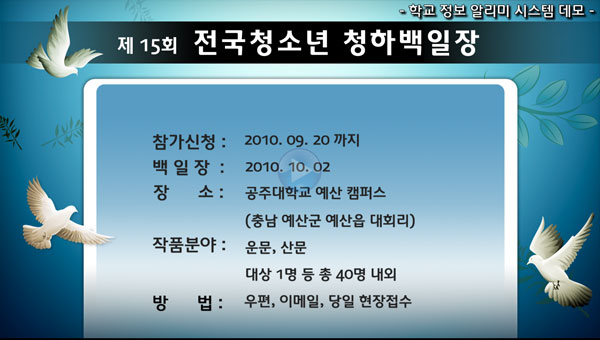 - 학교 정보 알리미 시스템 데모 -
제 15회 전국청소년 청하백일장
참가신청 : 2010. 09. 20 까지
백 일 장 : 2010. 10. 02
장 소 : 공주대학교 예산 캠퍼스
(충남 예산군 예산읍 대회리)
작품분야 : 운문, 산문
대상 1명 등 총 40명 내외
방 법 : 우편, 이메일, 당일 현장접수